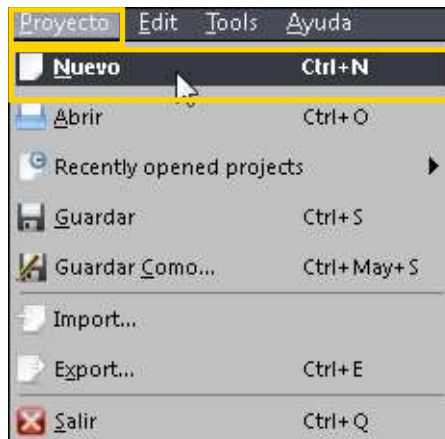 Proyecto Edit Tools Ayuda
Nuevo Ctrl+N
Abrir Ctrl+O
Recently opened projects
Guardar Ctrl+S
Guardar Como... Ctrl+May+S
Import...
Export... Ctrl+E
Salir Ctrl+Q